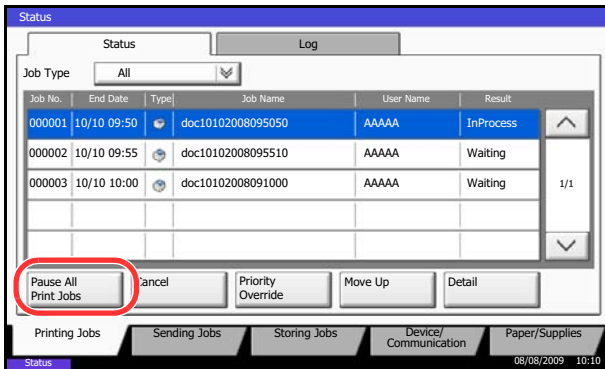 Status
Status Log
Job Type All
Job No. End Date Type Job Name User Name Result
000001 10/10 09:50 doc10102008095050 AAAAA InProcess
000002 10/10 09:55 doc10102008095510 AAAAA Waiting
000003 10/10 10:00 doc10102008091000 AAAAA Waiting
1/1
Pause All
Print Jobs
Cancel
Priority
Override
Move Up
Detail
Printing Jobs
Sending Jobs
Storing Jobs
Device/
Communication
Paper/Supplies
Status 08/08/2009 10:10